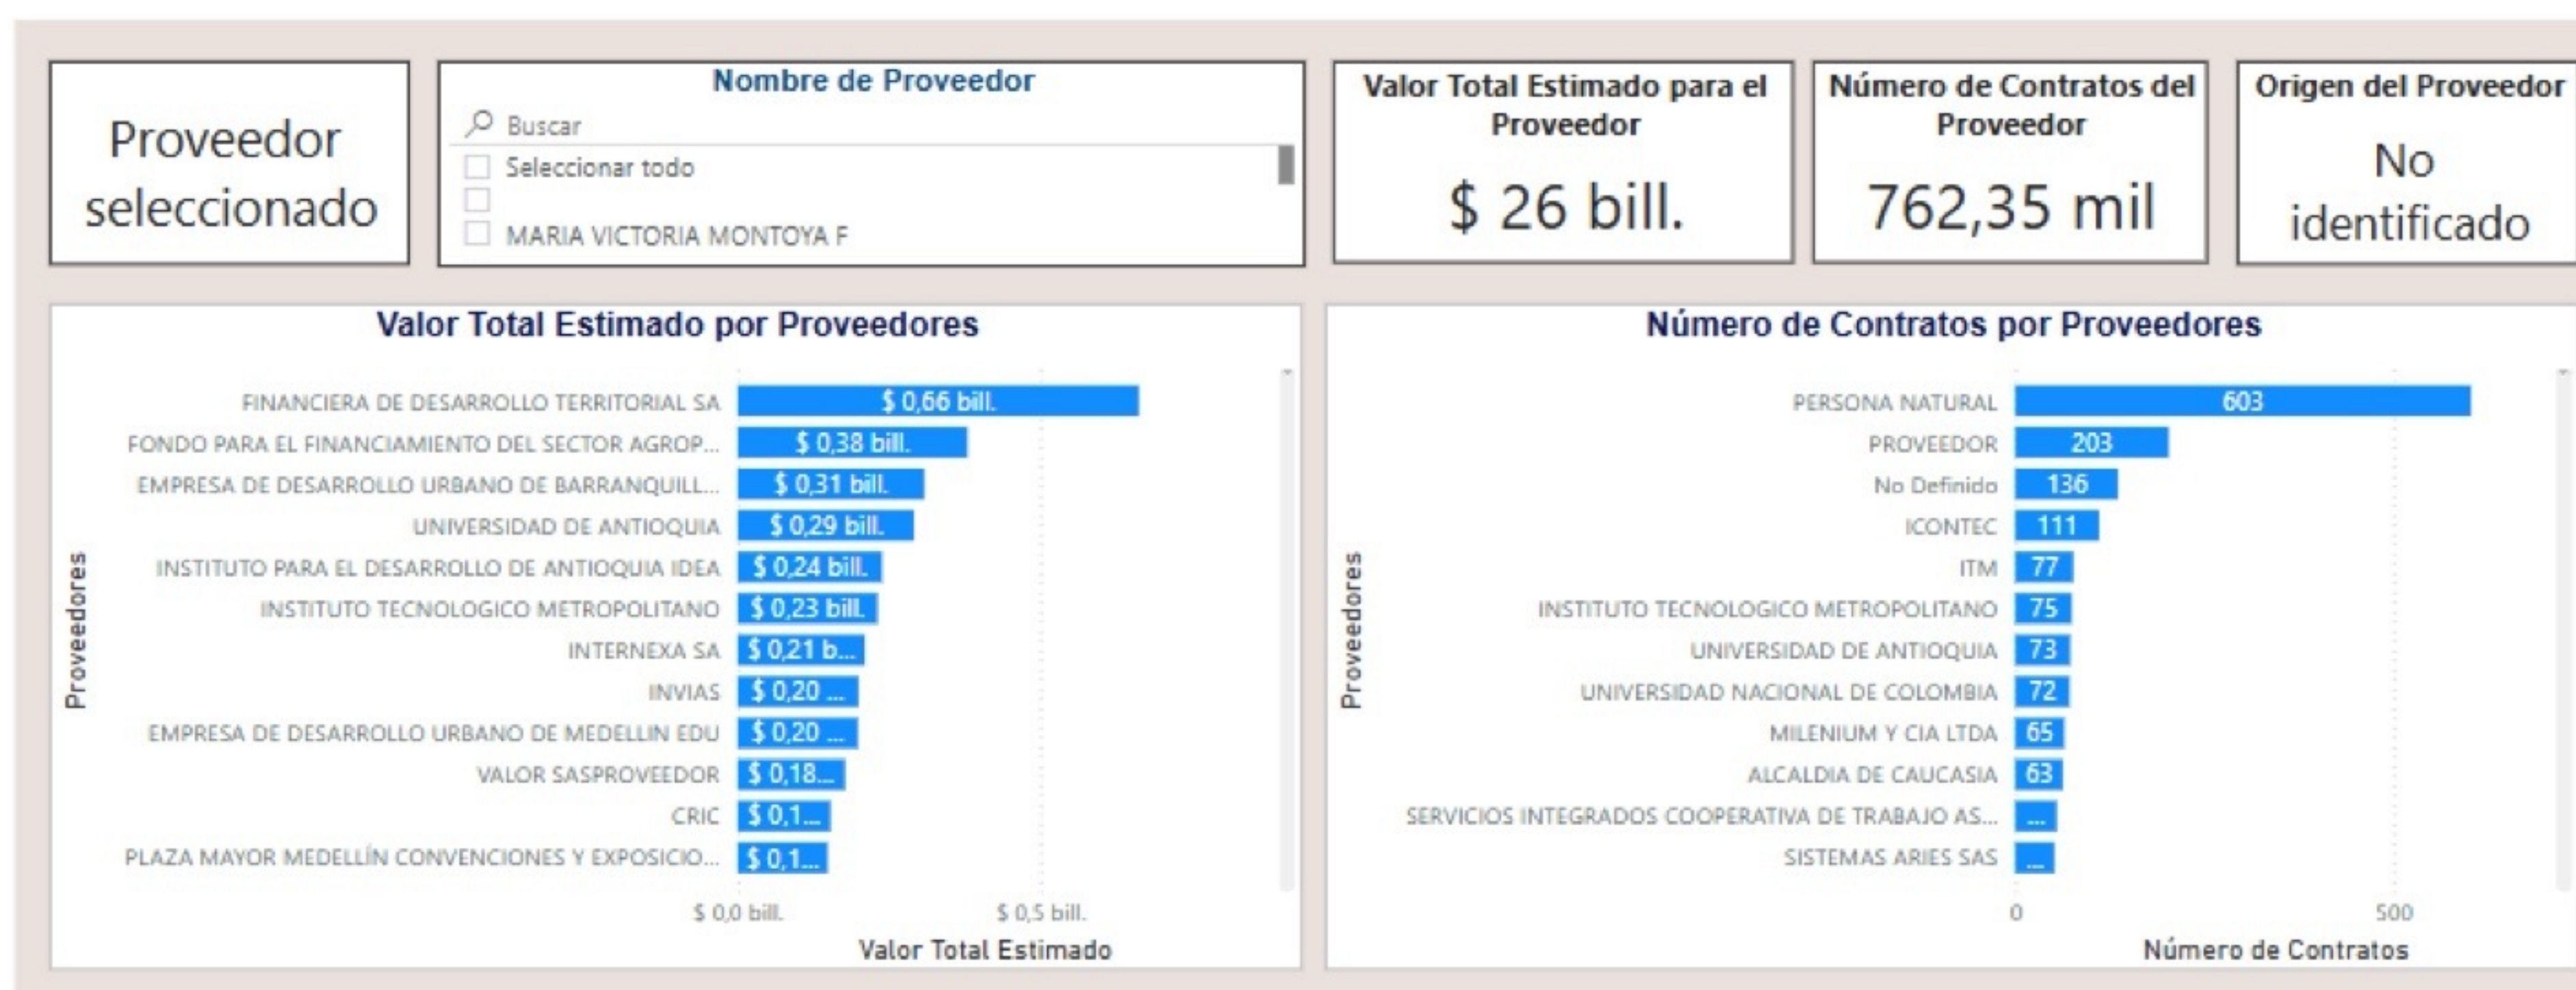 Proveedor
seleccionado
Nombre de Proveedor
Buscar
Seleccionar todo
MARIA VICTORIA MONTOYA F
Valor Total Estimado para el
Proveedor
$ 26 bill.
Número de Contratos del
Proveedor
762,35 mil
Origen del Proveedor
No
identificado
Valor Total Estimado por Proveedores
Proveedores
FINANCIERA DE DESARROLLO TERRITORIAL SA $ 0,66 bill.
FONDO PARA EL FINANCIAMIENTO DEL SECTOR AGROP... $ 0,38 bill.
EMPRESA DE DESARROLLO URBANO DE BARRANQUILL... $ 0,31 bill.
UNIVERSIDAD DE ANTIOQUIA $ 0,29 bill.
INSTITUTO PARA EL DESARROLLO DE ANTIOQUIA IDEA $ 0,24 bill.
INSTITUTO TECNOLOGICO METROPOLITANO $ 0,23 bill.
INTERNEXA SA $ 0,21 b...
INVIAS $ 0,20 ...
EMPRESA DE DESARROLLO URBANO DE MEDELLIN EDU $ 0,20 ...
VALOR SASPROVEEDOR $ 0,18...
CRIC $ 0,1...
PLAZA MAYOR MEDELLÍN CONVENCIONES Y EXPOSICIO... $ 0,1...
$ 0,0 bill. $ 0,5 bill.
Valor Total Estimado
Número de Contratos por Proveedores
Proveedores
PERSONA NATURAL 603
PROVEEDOR 203
No Definido 136
ICONTEC 111
ITM 77
INSTITUTO TECNOLOGICO METROPOLITANO 75
UNIVERSIDAD DE ANTIOQUIA 73
UNIVERSIDAD NACIONAL DE COLOMBIA 72
MILENIUM Y CIA LTDA 65
ALCALDIA DE CAUCASIA 63
SERVICIOS INTEGRADOS COOPERATIVA DE TRABAJO AS... ...
SISTEMAS ARIES SAS ...
0 500
Número de Contratos